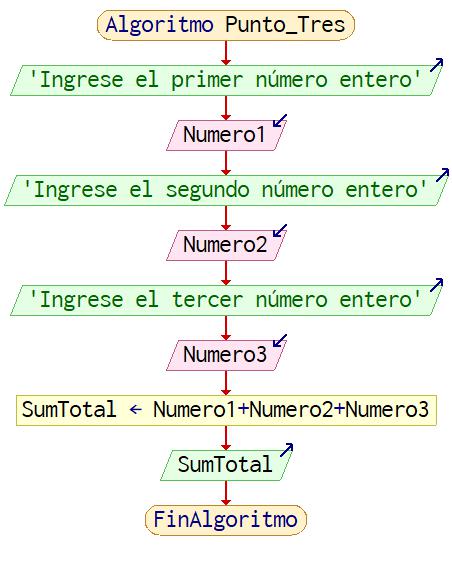 Algoritmo Punto_Tres
'Ingrese el primer número entero'
Numero1
'Ingrese el segundo número entero'
Numero2
'Ingrese el tercer número entero'
Numero3
SumTotal ← Numero1+Numero2+Numero3
SumTotal
FinAlgoritmo